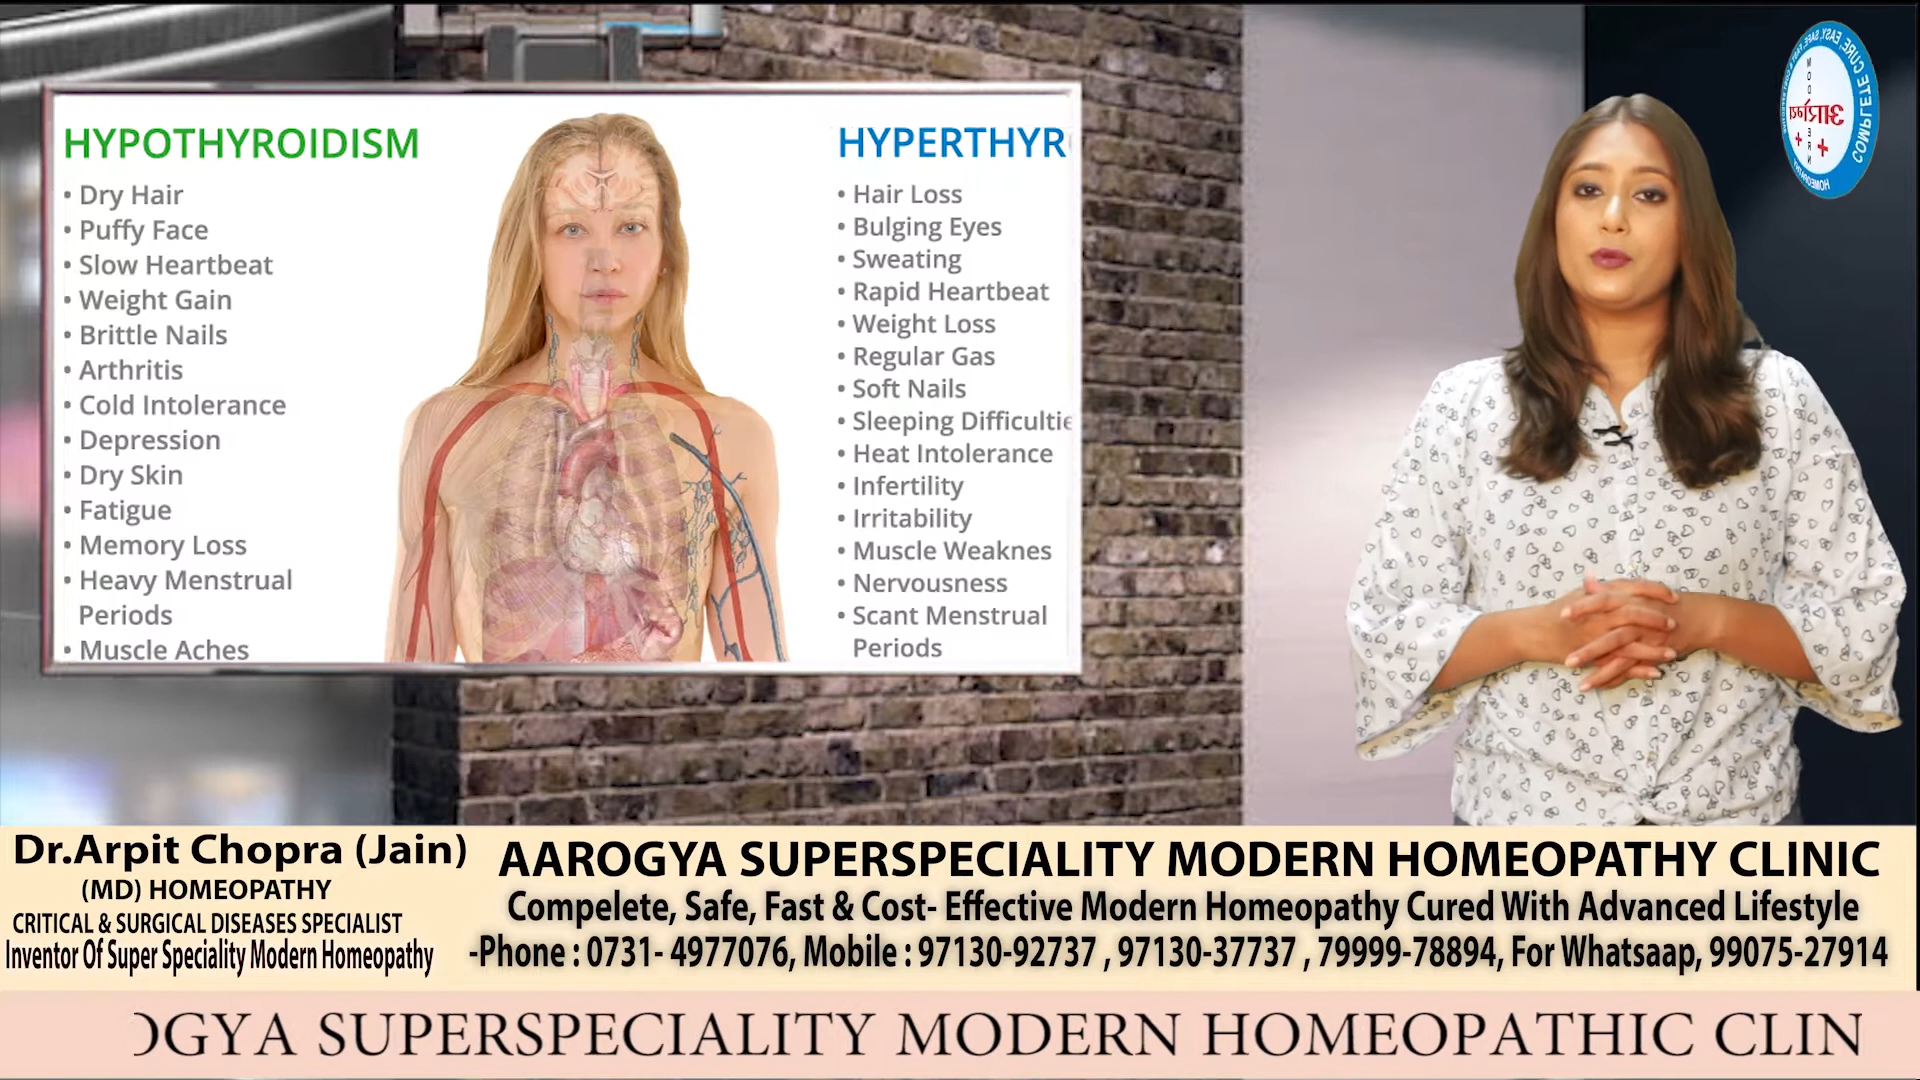 HYPOTHYROIDISM
• Dry Hair
• Puffy Face
• Slow Heartbeat
• Weight Gain
• Brittle Nails
• Arthritis
• Cold Intolerance
• Depression
• Dry Skin
• Fatigue
• Memory Loss
• Heavy Menstrual
Periods
• Muscle Aches
HYPERTHYR
• Hair Loss
• Bulging Eyes
• Sweating
• Rapid Heartbeat
• Weight Loss
• Regular Gas
• Soft Nails
• Sleeping Difficultie
• Heat Intolerance
• Infertility
• Irritability
• Muscle Weaknes
• Nervousness
• Scant Menstrual
Periods
COMPLETE CURE, EASY, SAFE,
MODERN
HOMEOPATHY
Dr.Arpit Chopra (Jain)
(MD) HOMEOPATHY
CRITICAL & SURGICAL DISEASES SPECIALIST
Inventor Of Super Speciality Modern Homeopathy
AAROGYA SUPERSPECIALITY MODERN HOMEOPATHY CLINIC
Compelete, Safe, Fast & Cost- Effective Modern Homeopathy Cured With Advanced Lifestyle
-Phone : 0731- 4977076, Mobile : 97130-92737 , 97130-37737 , 79999-78894, For Whatsaap, 99075-27914
OGYA SUPERSPECIALITY MODERN HOMEOPATHIC CLIN